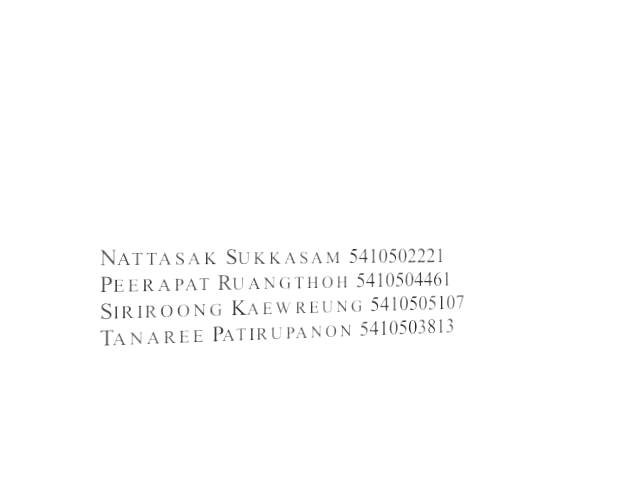 NATTASAK SUKKASAM 5410502221
PEERAPAT RUANGTHOH 5410504461
SIRIROONG KAEWREUNG 5410505107
TANAREE PATIRUPANON 5410503813